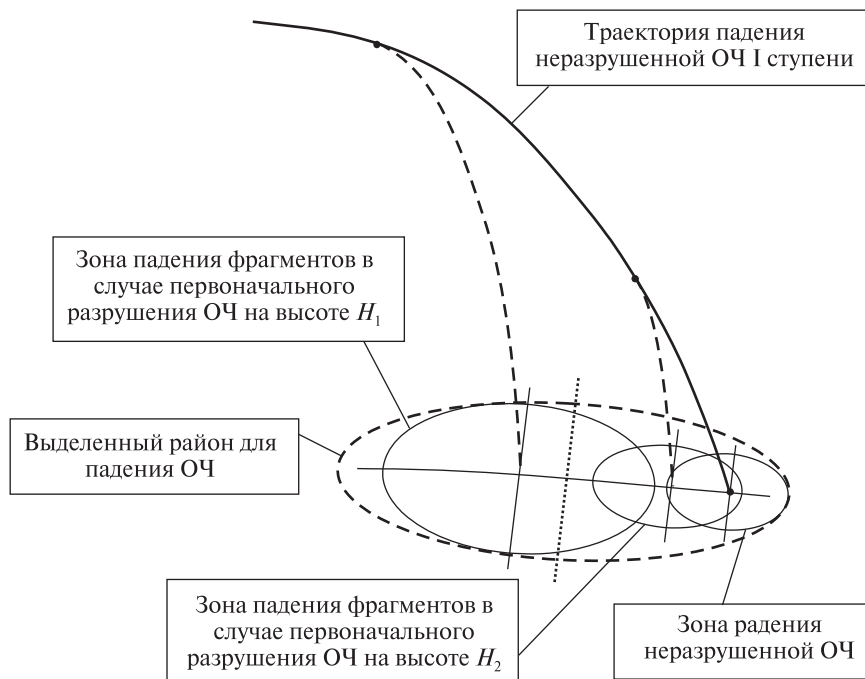 Траектория падения
неразрушенной ОЧ I ступени
Зона падения фрагментов в
случае первоначального
разрушения ОЧ на высоте H₁
Выделенный район для
падения ОЧ
Зона падения фрагментов в
случае первоначального
разрушения ОЧ на высоте H₂
Зона радения
неразрушенной ОЧ